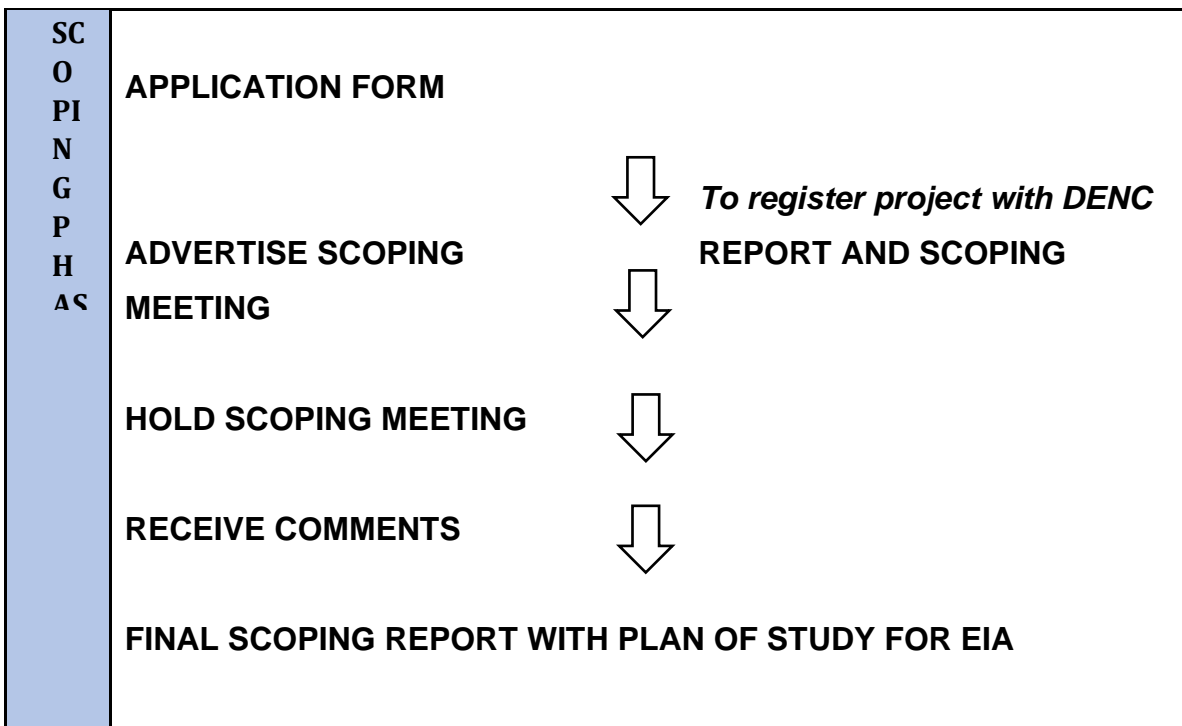 SC
O
PI
N
G
P
H
AS
APPLICATION FORM
To register project with DENC
ADVERTISE SCOPING REPORT AND SCOPING
MEETING
HOLD SCOPING MEETING
RECEIVE COMMENTS
FINAL SCOPING REPORT WITH PLAN OF STUDY FOR EIA